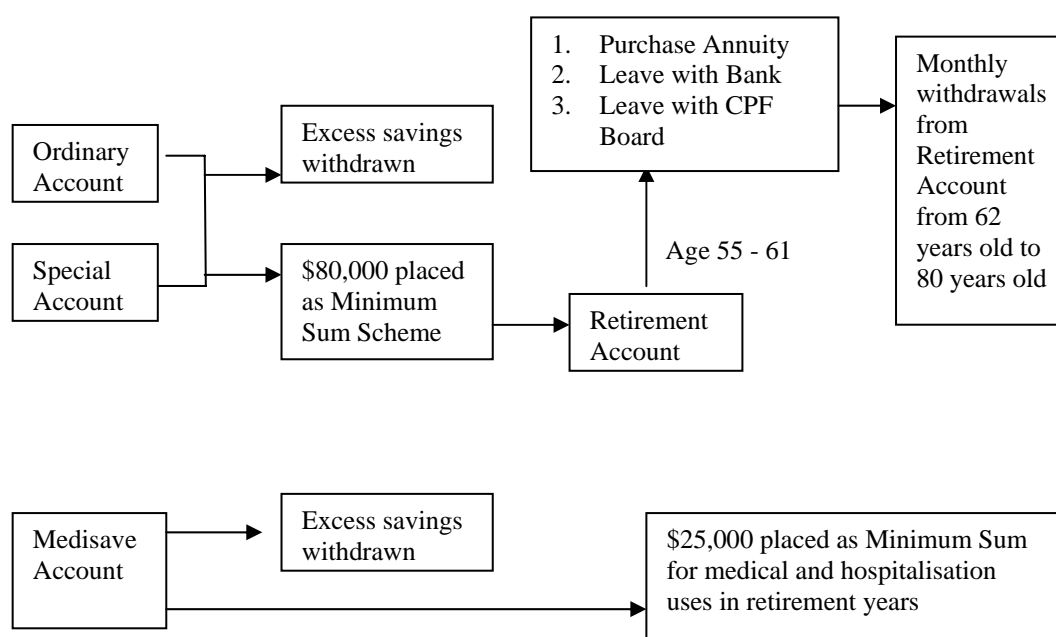 Ordinary
Account
Special
Account
Excess savings
withdrawn
$80,000 placed
as Minimum
Sum Scheme
Retirement
Account
Age 55 - 61
1. Purchase Annuity
2. Leave with Bank
3. Leave with CPF
Board
Monthly
withdrawals
from
Retirement
Account
from 62
years old to
80 years old
Medisave
Account
Excess savings
withdrawn
$25,000 placed as Minimum Sum
for medical and hospitalisation
uses in retirement years